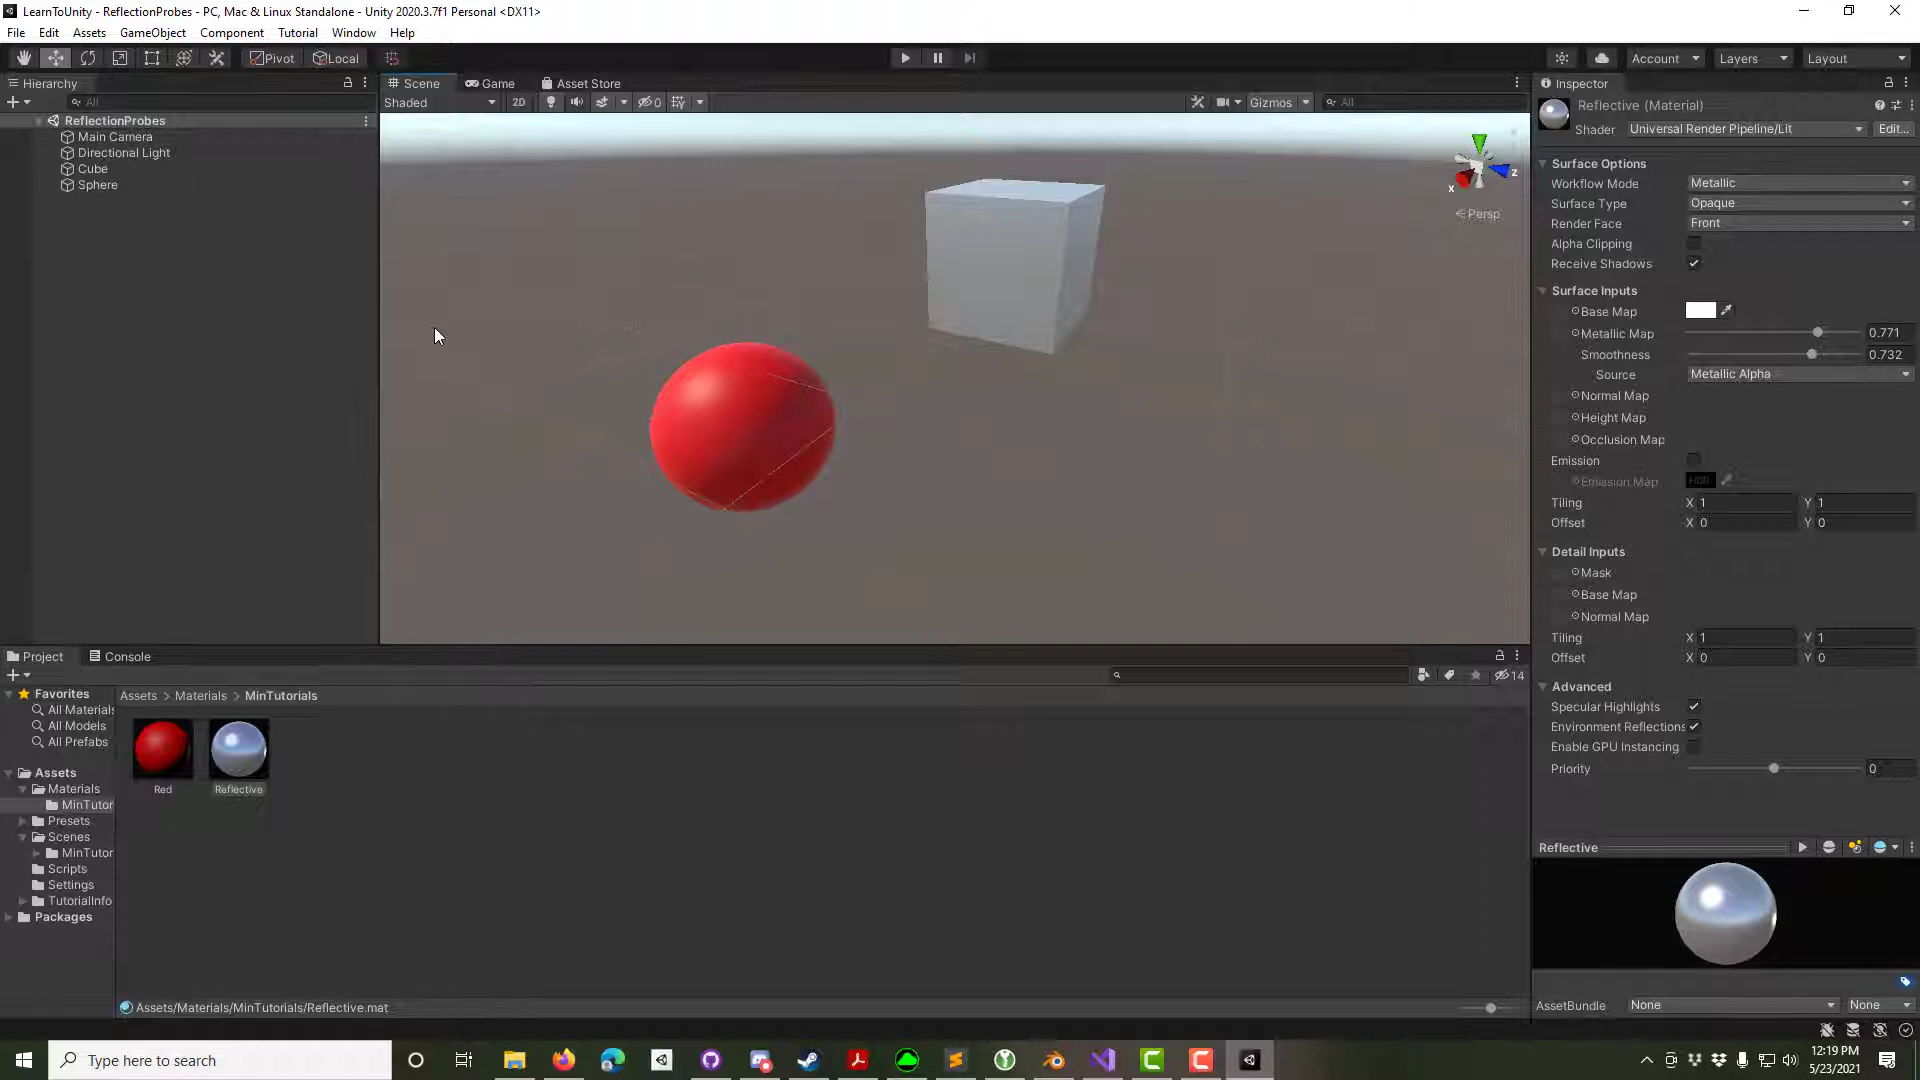 LearnToUnity - ReflectionProbes - PC, Mac & Linux Standalone - Unity 2020.3.7f1 Personal <DX11>
File Edit Assets GameObject Component Tutorial Window Help
Pivot Local Account Layers Layout
Hierarchy
All
ReflectionProbes
Main Camera
Directional Light
Cube
Sphere
Scene Game Asset Store
Shaded 2D 0 Gizmos All
x z
Persp
Inspector
Reflective (Material)
Shader Universal Render Pipeline/Lit Edit...
Surface Options
Workflow Mode Metallic
Surface Type Opaque
Render Face Front
Alpha Clipping
Receive Shadows
Surface Inputs
Base Map
Metallic Map 0.771
Smoothness 0.732
Source Metallic Alpha
Normal Map
Height Map
Occlusion Map
Emission
Emission Map HDR
Tiling X 1 Y 1
Offset X 0 Y 0
Detail Inputs
Mask
Base Map
Normal Map
Tiling X 1 Y 1
Offset X 0 Y 0
Advanced
Specular Highlights
Environment Reflections
Enable GPU Instancing
Priority 0
Reflective
AssetBundle None None
Project Console
14
Favorites
All Materials
All Models
All Prefabs
Assets
Materials
MinTutor
Presets
Scenes
MinTutor
Scripts
Settings
TutorialInfo
Packages
Assets > Materials > MinTutorials
Red Reflective
Assets/Materials/MinTutorials/Reflective.mat
Type here to search
12:19 PM
5/23/2021